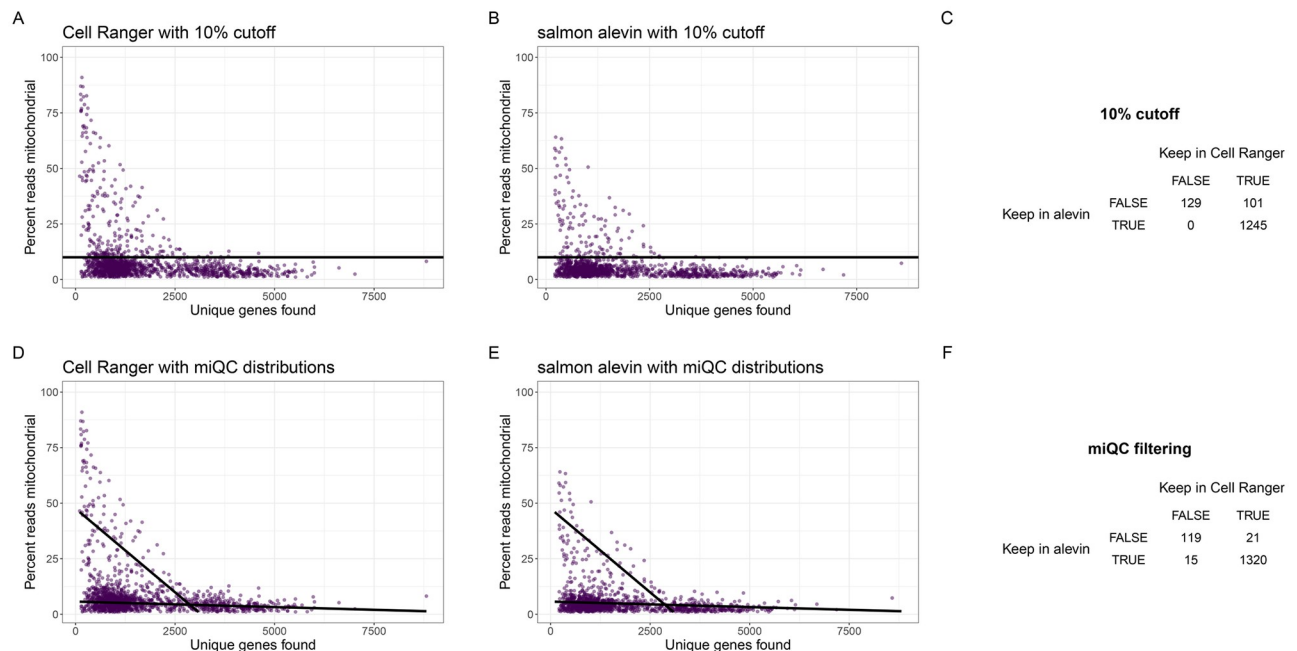 A
Cell Ranger with 10% cutoff
100
75
50
25
0
Percent reads mitochondrial
0 2500 5000 7500
Unique genes found
B
salmon alevin with 10% cutoff
100
75
50
25
0
Percent reads mitochondrial
0 2500 5000 7500
Unique genes found
C
10% cutoff
Keep in Cell Ranger
FALSE TRUE
Keep in alevin
FALSE 129 101
TRUE 0 1245
D
Cell Ranger with miQC distributions
100
75
50
25
0
Percent reads mitochondrial
0 2500 5000 7500
Unique genes found
E
salmon alevin with miQC distributions
100
75
50
25
0
Percent reads mitochondrial
0 2500 5000 7500
Unique genes found
F
miQC filtering
Keep in Cell Ranger
FALSE TRUE
Keep in alevin
FALSE 119 21
TRUE 15 1320